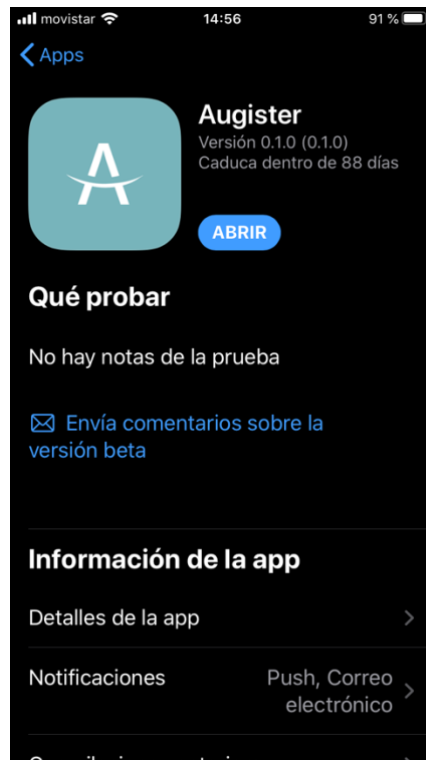 movistar 14:56 91 %
Apps
Augister
Versión 0.1.0 (0.1.0)
Caduca dentro de 88 días
ABRIR
Qué probar
No hay notas de la prueba
Envía comentarios sobre la
versión beta
Información de la app
Detalles de la app
Notificaciones Push, Correo
electrónico